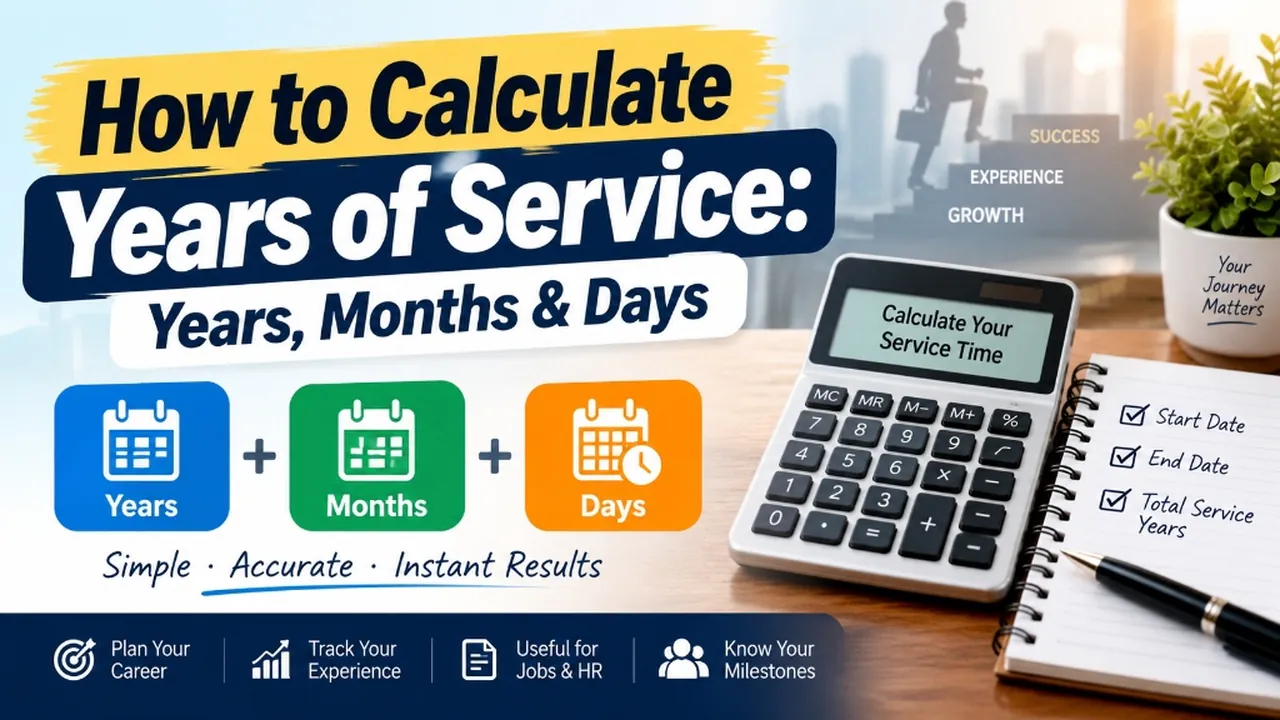 How to Calculate
Years of Service:
Years, Months & Days
Years
+
Months
+
Days
Simple · Accurate · Instant Results
Plan Your
Career
Track Your
Experience
Useful for
Jobs & HR
Know Your
Milestones
SUCCESS
EXPERIENCE
GROWTH
Your
Journey
Matters
Calculate Your
Service Time
MC MR M− M+ %
7 8 9 9
4 5 6 × −
1 2 3 + −
0 · = −
Start Date
End Date
Total Service
Years